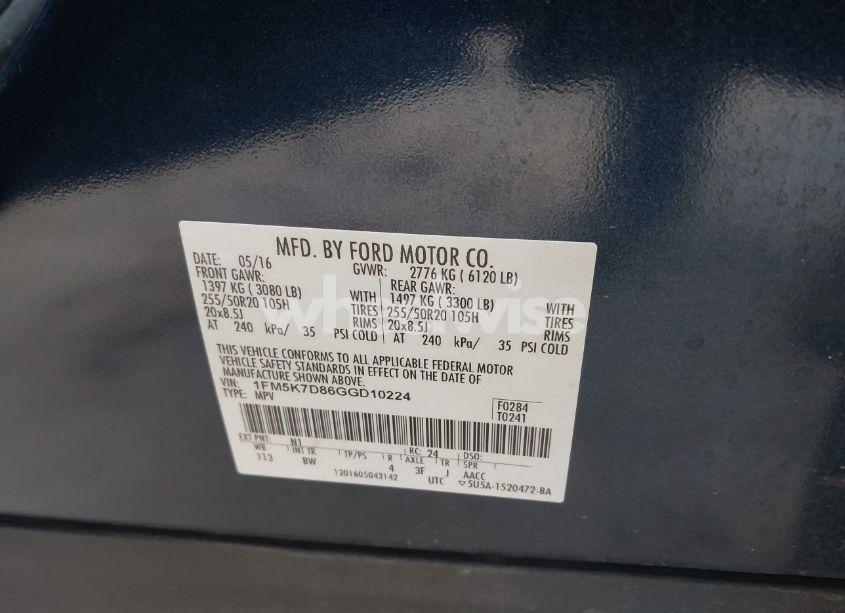 MFD. BY FORD MOTOR CO.
DATE: 05/16 GVWR: 2776 KG ( 6120 LB)
FRONT GAWR: REAR GAWR:
1397 KG ( 3080 LB) WITH 1497 KG ( 3300 LB) WITH
255/50R20 105H TIRES 255/50R20 105H TIRES
20x8.5J RIMS 20x8.5J RIMS
AT 240 kPa/ 35 PSI COLD AT 240 kPa/ 35 PSI COLD
THIS VEHICLE CONFORMS TO ALL APPLICABLE FEDERAL MOTOR
VEHICLE SAFETY STANDARDS IN EFFECT ON THE DATE OF
MANUFACTURE SHOWN ABOVE.
VIN: 1FM5K7D86GGD10224 F0284
TYPE: MPV T0241
EXT PNT: N1 RC: 24 DSO:
WB INT TR TP/PS R AXLE TR SPR
113 BW 4 3F J AACC
1201605043142 UTC ▽5U5A-1520472-BA
wheelwise